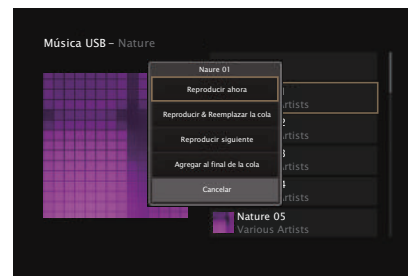 Música USB – Nature
Naure 01
Reproducir ahora
Reproducir & Reemplazar la cola
Reproducir siguiente
Agregar al final de la cola
Cancelar
Nature 05
Various Artists